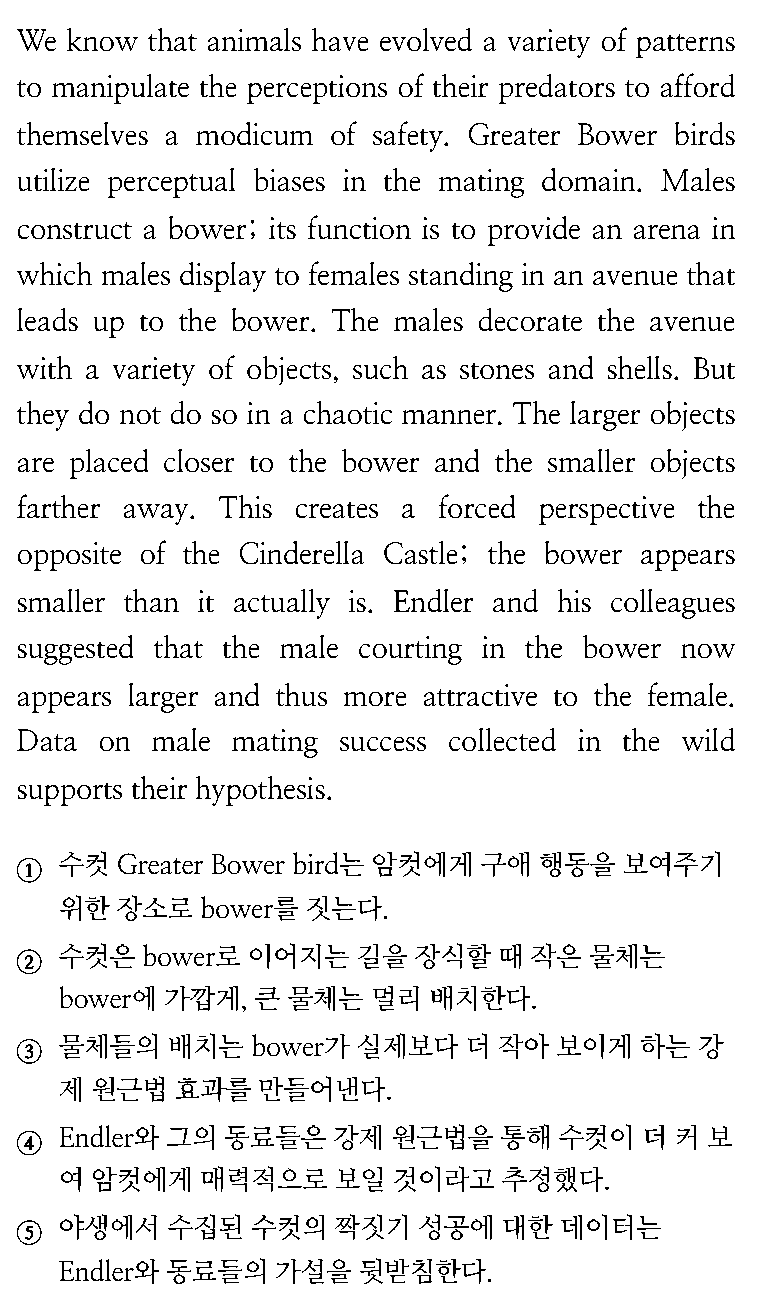 We know that animals have evolved a variety of patterns
to manipulate the perceptions of their predators to afford
themselves a modicum of safety. Greater Bower birds
utilize perceptual biases in the mating domain. Males
construct a bower; its function is to provide an arena in
which males display to females standing in an avenue that
leads up to the bower. The males decorate the avenue
with a variety of objects, such as stones and shells. But
they do not do so in a chaotic manner. The larger objects
are placed closer to the bower and the smaller objects
farther away. This creates a forced perspective the
opposite of the Cinderella Castle; the bower appears
smaller than it actually is. Endler and his colleagues
suggested that the male courting in the bower now
appears larger and thus more attractive to the female.
Data on male mating success collected in the wild
supports their hypothesis.
① 수컷 Greater Bower bird는 암컷에게 구애 행동을 보여주기
위한 장소로 bower를 짓는다.
② 수컷은 bower로 이어지는 길을 장식할 때 작은 물체는
bower에 가깝게, 큰 물체는 멀리 배치한다.
③ 물체들의 배치는 bower가 실제보다 더 작아 보이게 하는 강
제 원근법 효과를 만들어낸다.
④ Endler와 그의 동료들은 강제 원근법을 통해 수컷이 더 커 보
여 암컷에게 매력적으로 보일 것이라고 추정했다.
⑤ 야생에서 수집된 수컷의 짝짓기 성공에 대한 데이터는
Endler와 동료들의 가설을 뒷받침한다.